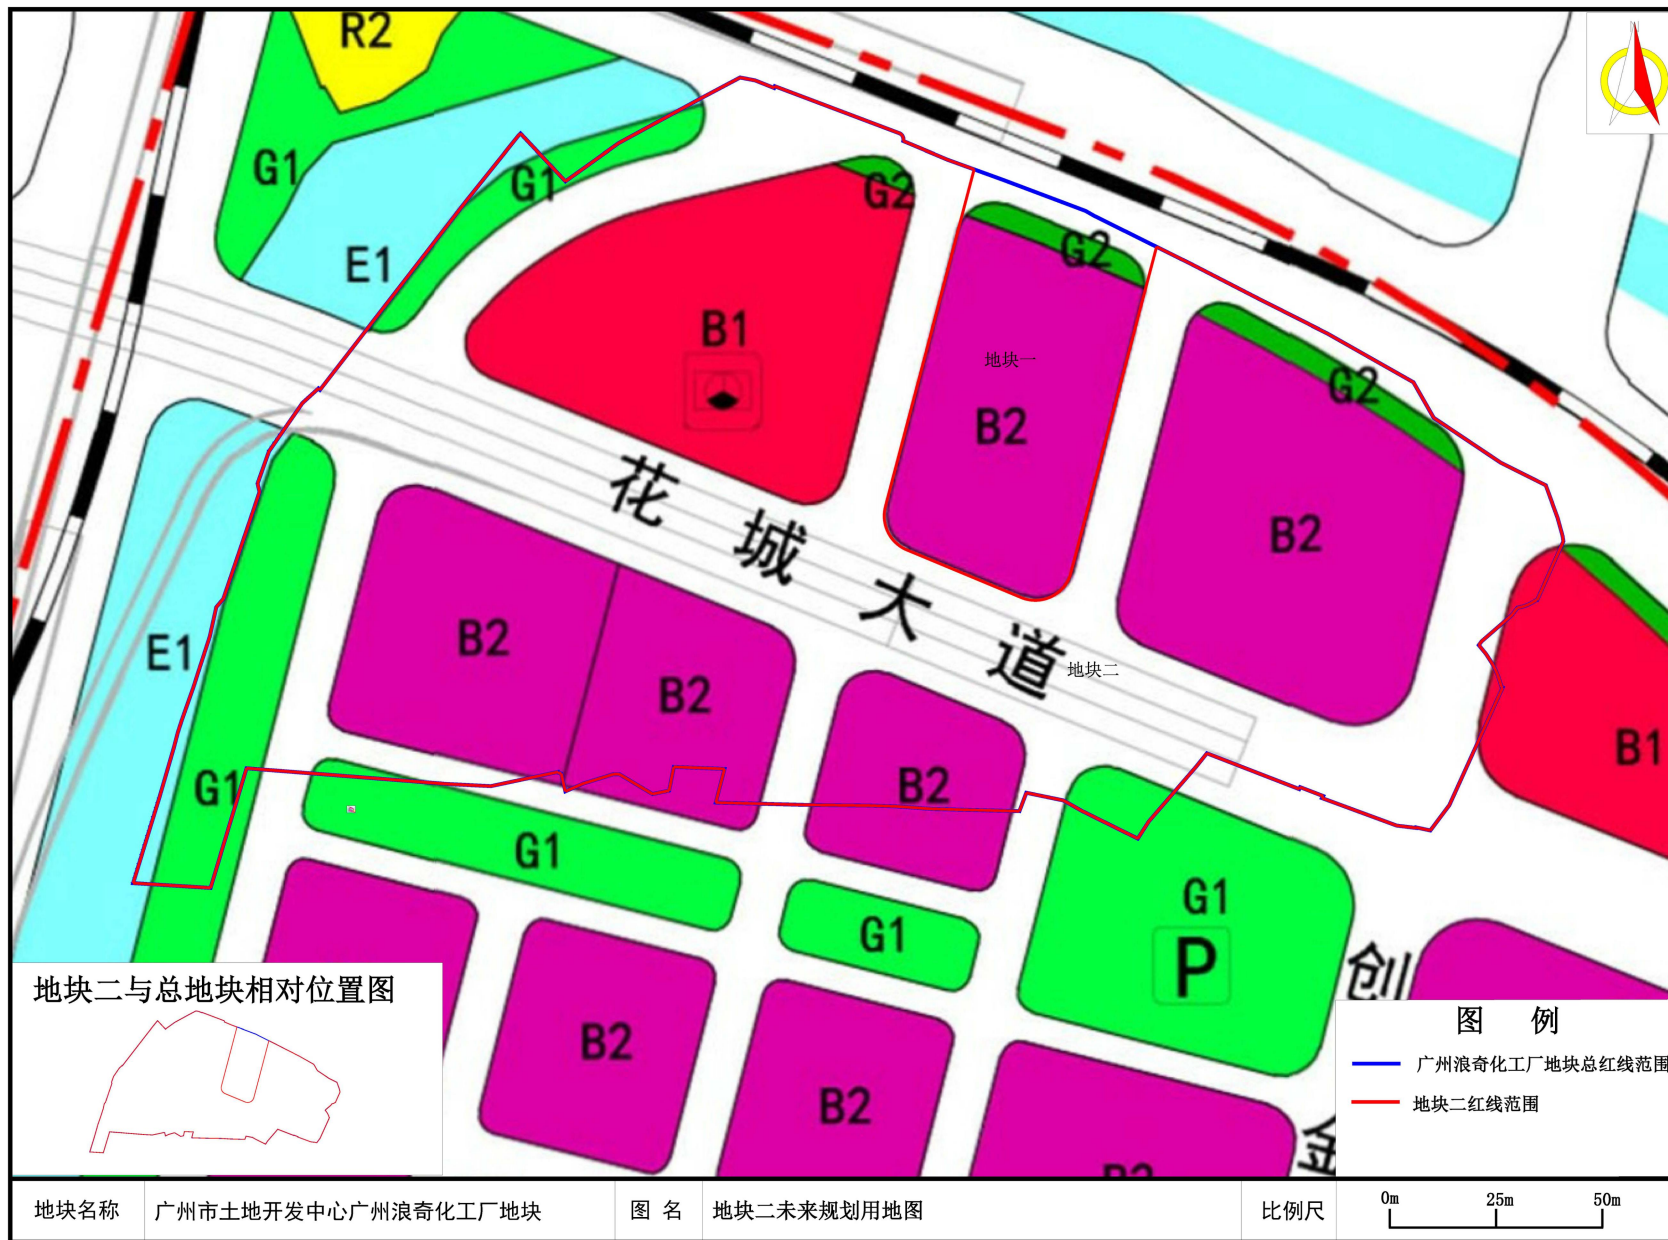 R2
G1
G1
G2
E1
G2
B1
地块一
G2
B2
B2
花城大道
地块二
E1
B2
B2
B2
B1
G1
G1
G1
G1
P
B2
B2
B2
创
金
地块二与总地块相对位置图
图 例
广州浪奇化工厂地块总红线范围
地块二红线范围
地块名称
广州市土地开发中心广州浪奇化工厂地块
图 名
地块二未来规划用地图
比例尺
0m 25m 50m